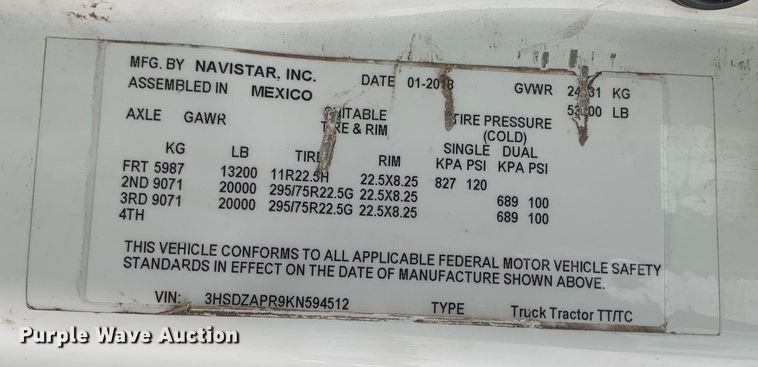 MFG. BY NAVISTAR, INC. DATE 01-2018 GVWR KG
ASSEMBLED IN MEXICO LB
AXLE GAWR SUITABLE TIRE PRESSURE
TIRE & RIM (COLD)
SINGLE DUAL
KG LB TIRE RIM KPA PSI KPA PSI
FRT 5987 13200 11R22.5H 22.5X8.25 827 120
2ND 9071 20000 295/75R22.5G 22.5X8.25 689 100
3RD 9071 20000 295/75R22.5G 22.5X8.25 689 100
4TH
THIS VEHICLE CONFORMS TO ALL APPLICABLE FEDERAL MOTOR VEHICLE SAFETY
STANDARDS IN EFFECT ON THE DATE OF MANUFACTURE SHOWN ABOVE.
VIN: 3HSDZAPR9KN594512 TYPE Truck Tractor TT/TC
Purple Wave Auction